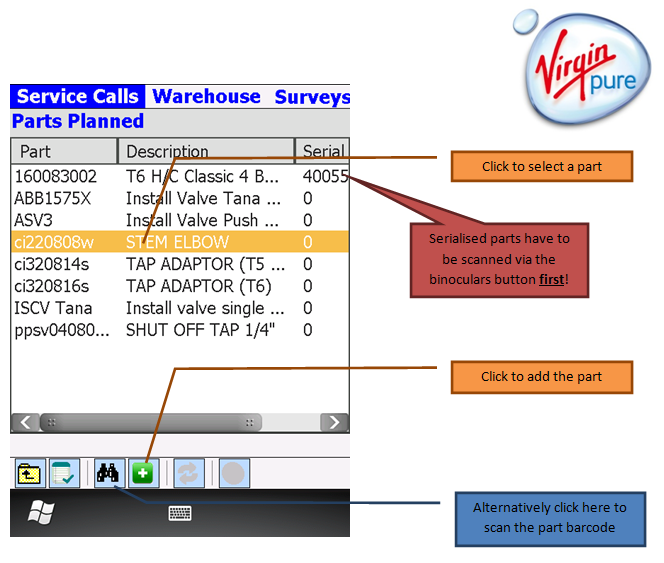 Virgin
pure
Service Calls Warehouse Surveys
Parts Planned
Part Description Serial
160083002 T6 H/C Classic 4 B... 40055
ABB1575X Install Valve Tana ... 0
ASV3 Install Valve Push ... 0
ci220808w STEM ELBOW 0
ci320814s TAP ADAPTOR (T5 ... 0
ci320816s TAP ADAPTOR (T6) 0
ISCV Tana Install valve single ... 0
ppsv04080... SHUT OFF TAP 1/4" 0
Click to select a part
Serialised parts have to
be scanned via the
binoculars button first!
Click to add the part
Alternatively click here to
scan the part barcode